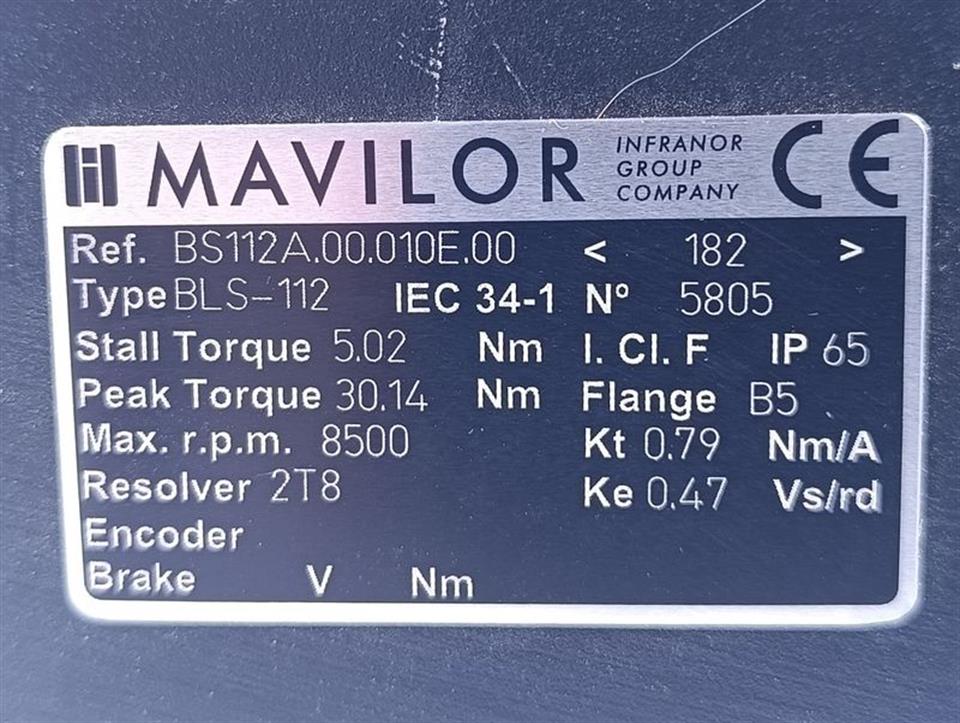 MAVILOR INFRANOR GROUP COMPANY CE
Ref. BS112A.00.010E.00 < 182 >
Type BLS-112 IEC 34-1 Nº 5805
Stall Torque 5.02 Nm I. Cl. F IP 65
Peak Torque 30.14 Nm Flange B5
Max. r.p.m. 8500 Kt 0.79 Nm/A
Resolver 2T8 Ke 0.47 Vs/rd
Encoder
Brake V Nm